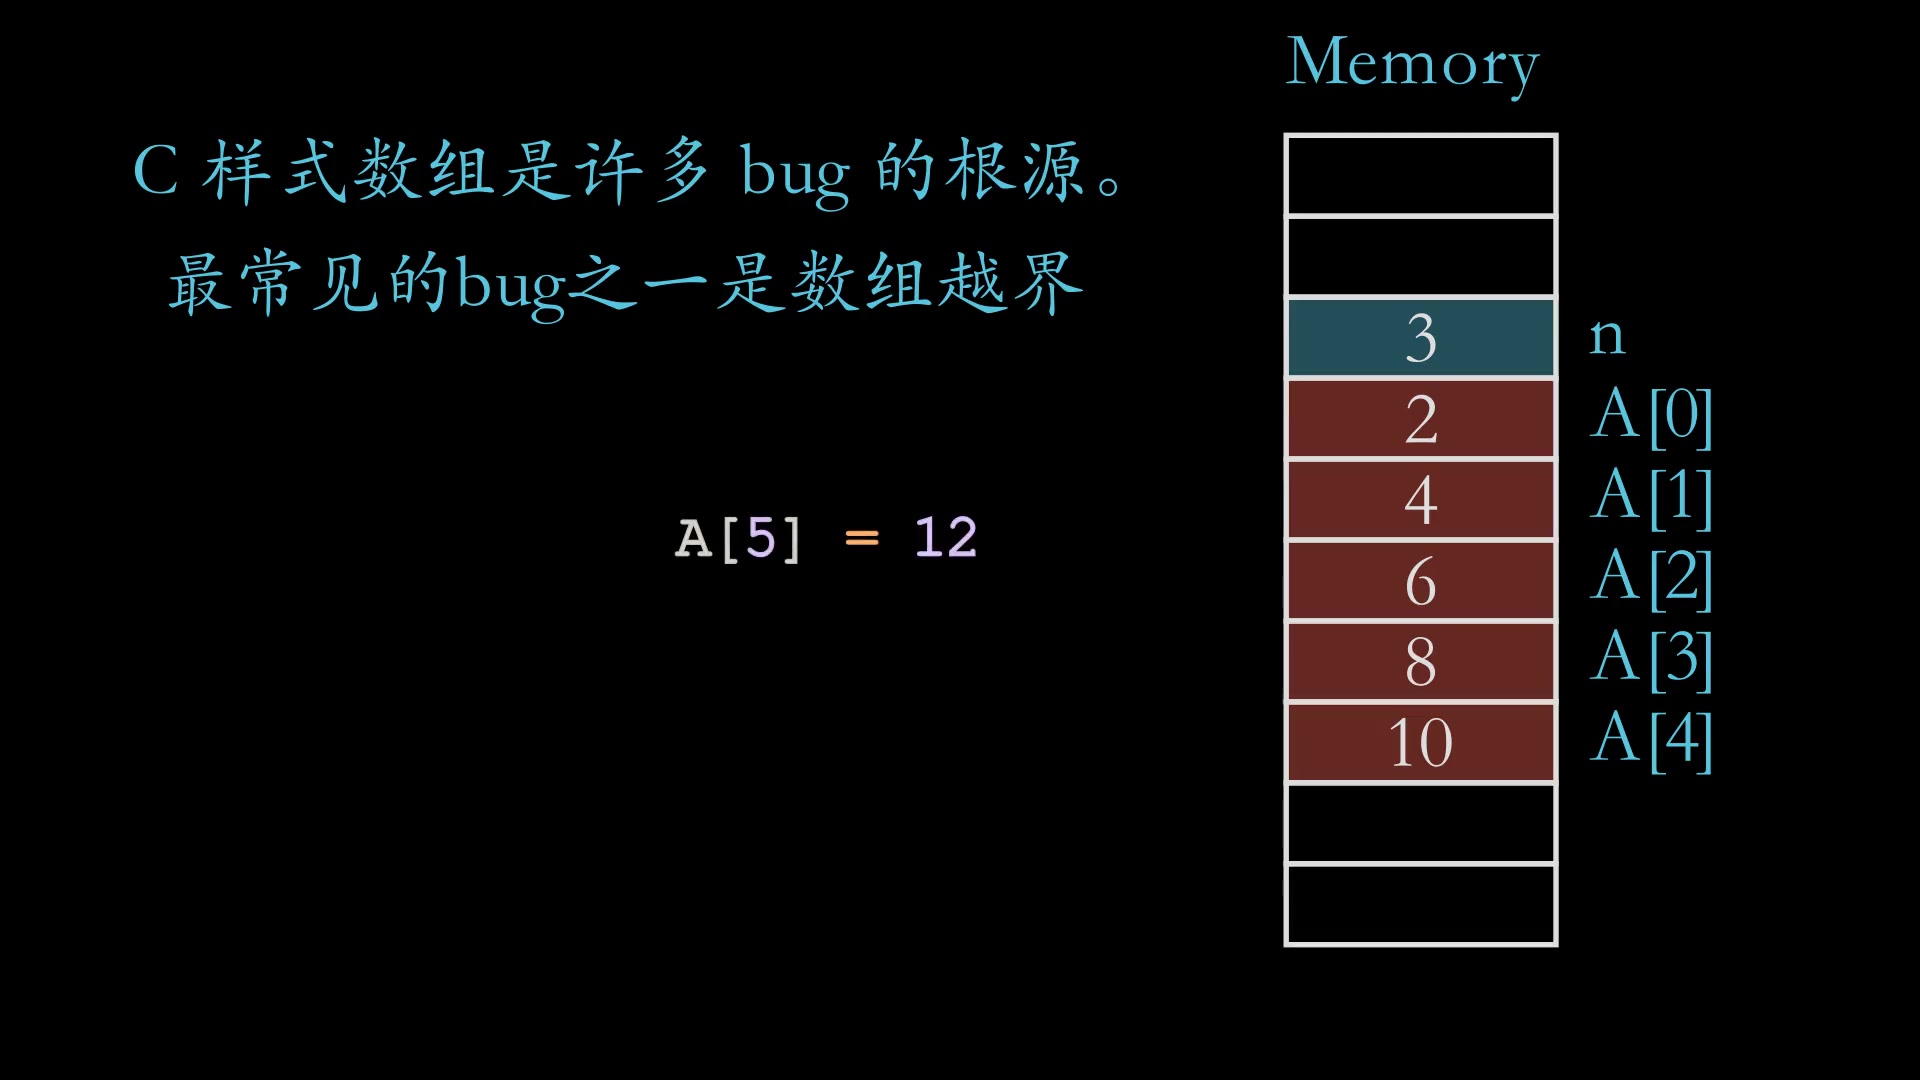 Memory
C 样式数组是许多 bug 的根源。
最常见的bug之一是数组越界
3 n
2 A[0]
4 A[1]
A[5] = 12
6 A[2]
8 A[3]
10 A[4]